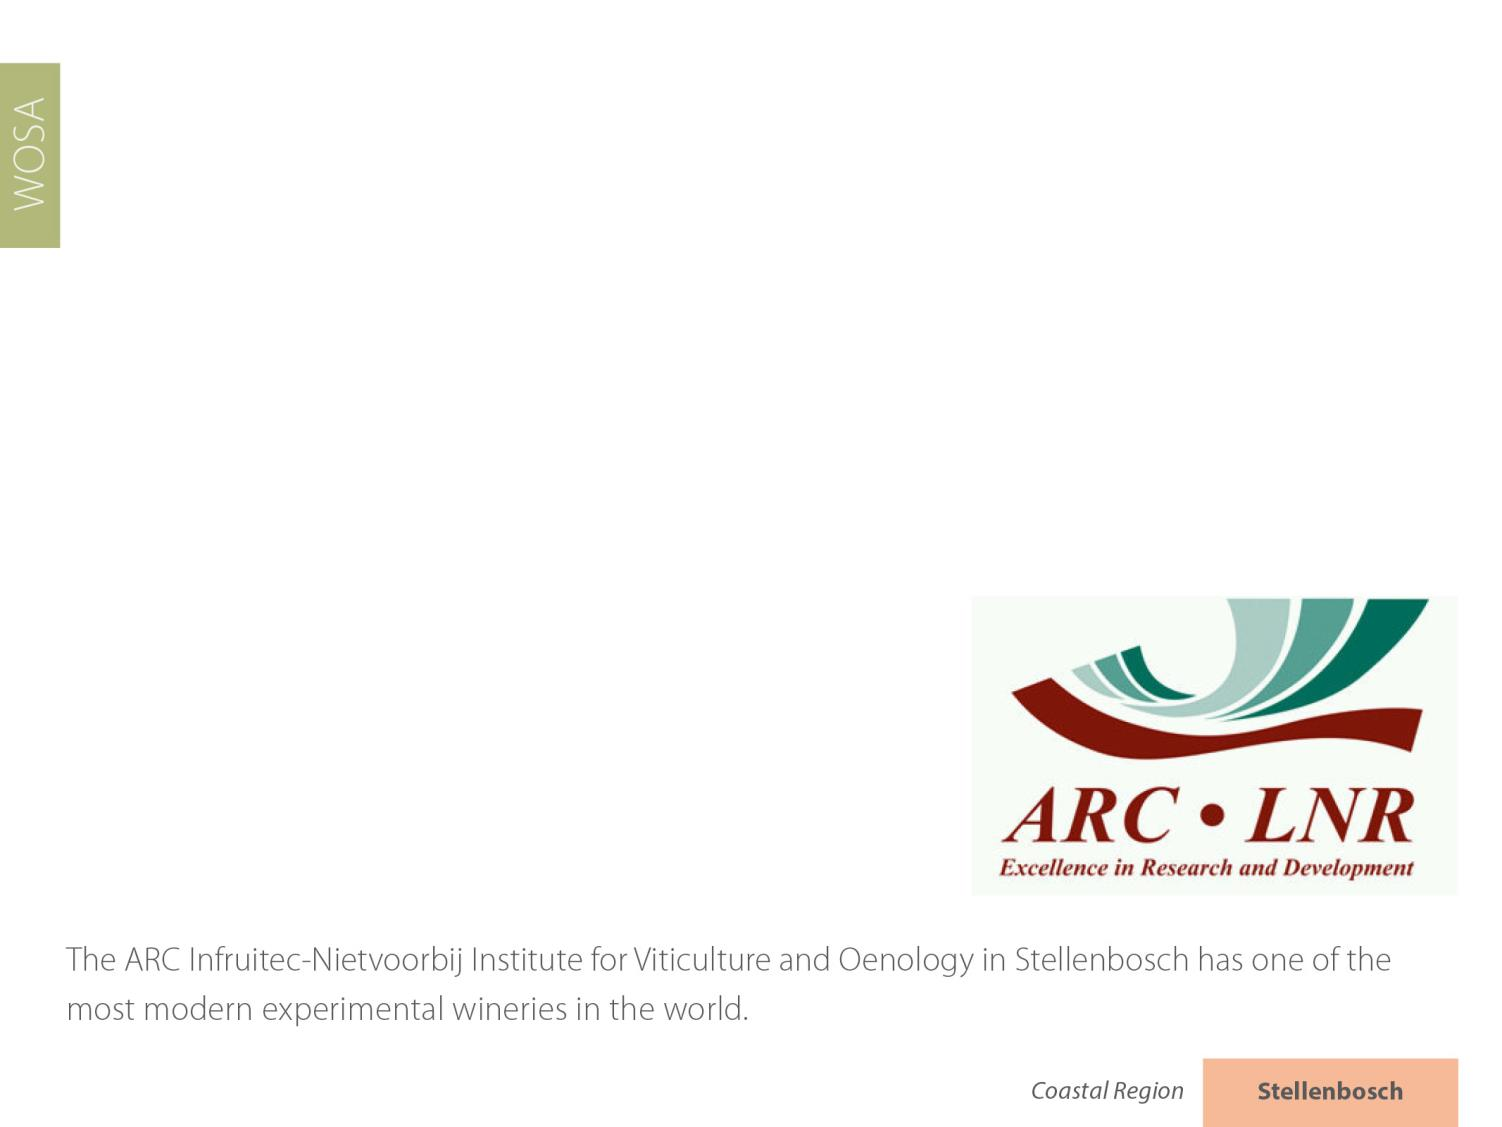 WOSA
ARC • LNR
Excellence in Research and Development
The ARC Infruitec-Nietvoorbij Institute for Viticulture and Oenology in Stellenbosch has one of the
most modern experimental wineries in the world.
Coastal Region
Stellenbosch